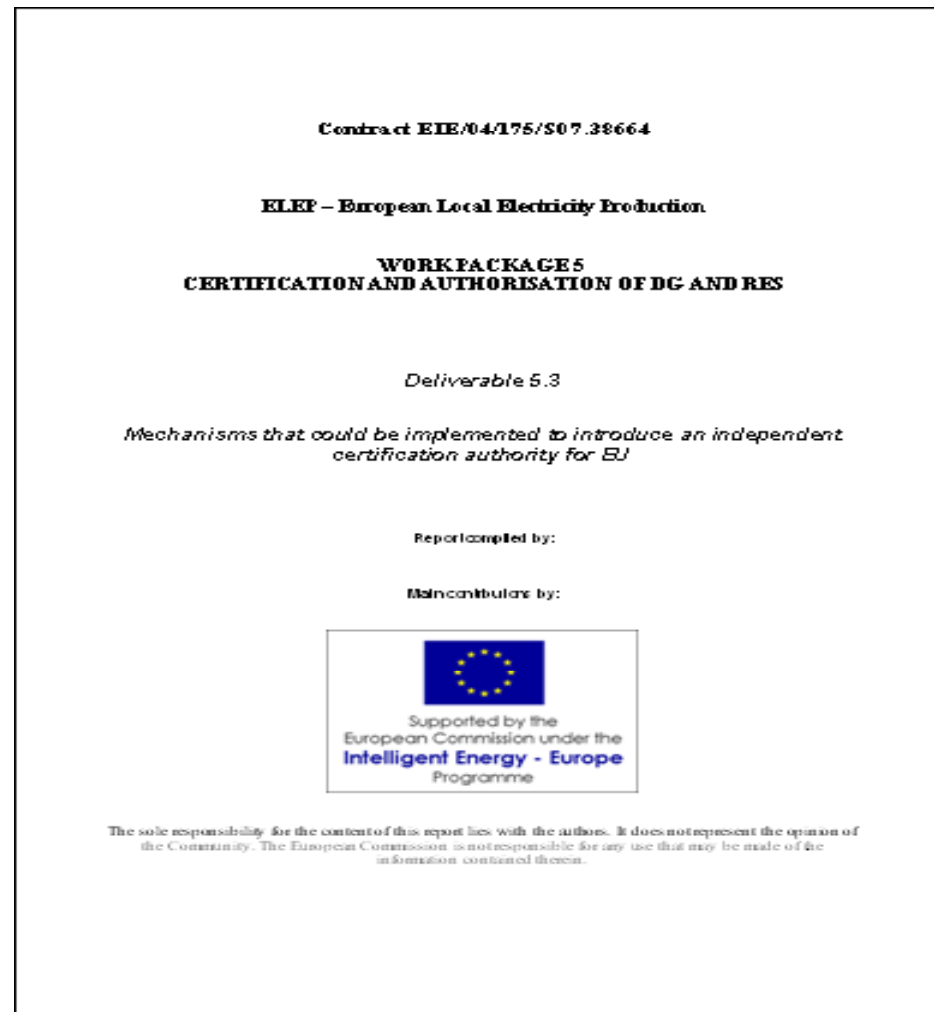 Contract EIE/04/175/S07.38664
ELEP – European Local Electricity Production
WORK PACKAGE 5
CERTIFICATION AND AUTHORISATION OF DG AND RES
Deliverable 5.3
Mechanisms that could be implemented to introduce an independent
certification authority for EU
Report compiled by:
Main contributors by:
Supported by the
European Commission under the
Intelligent Energy - Europe
Programme
The sole responsibility for the content of this report lies with the authors. It does not represent the opinion of
the Community. The European Commission is not responsible for any use that may be made of the
information contained therein.